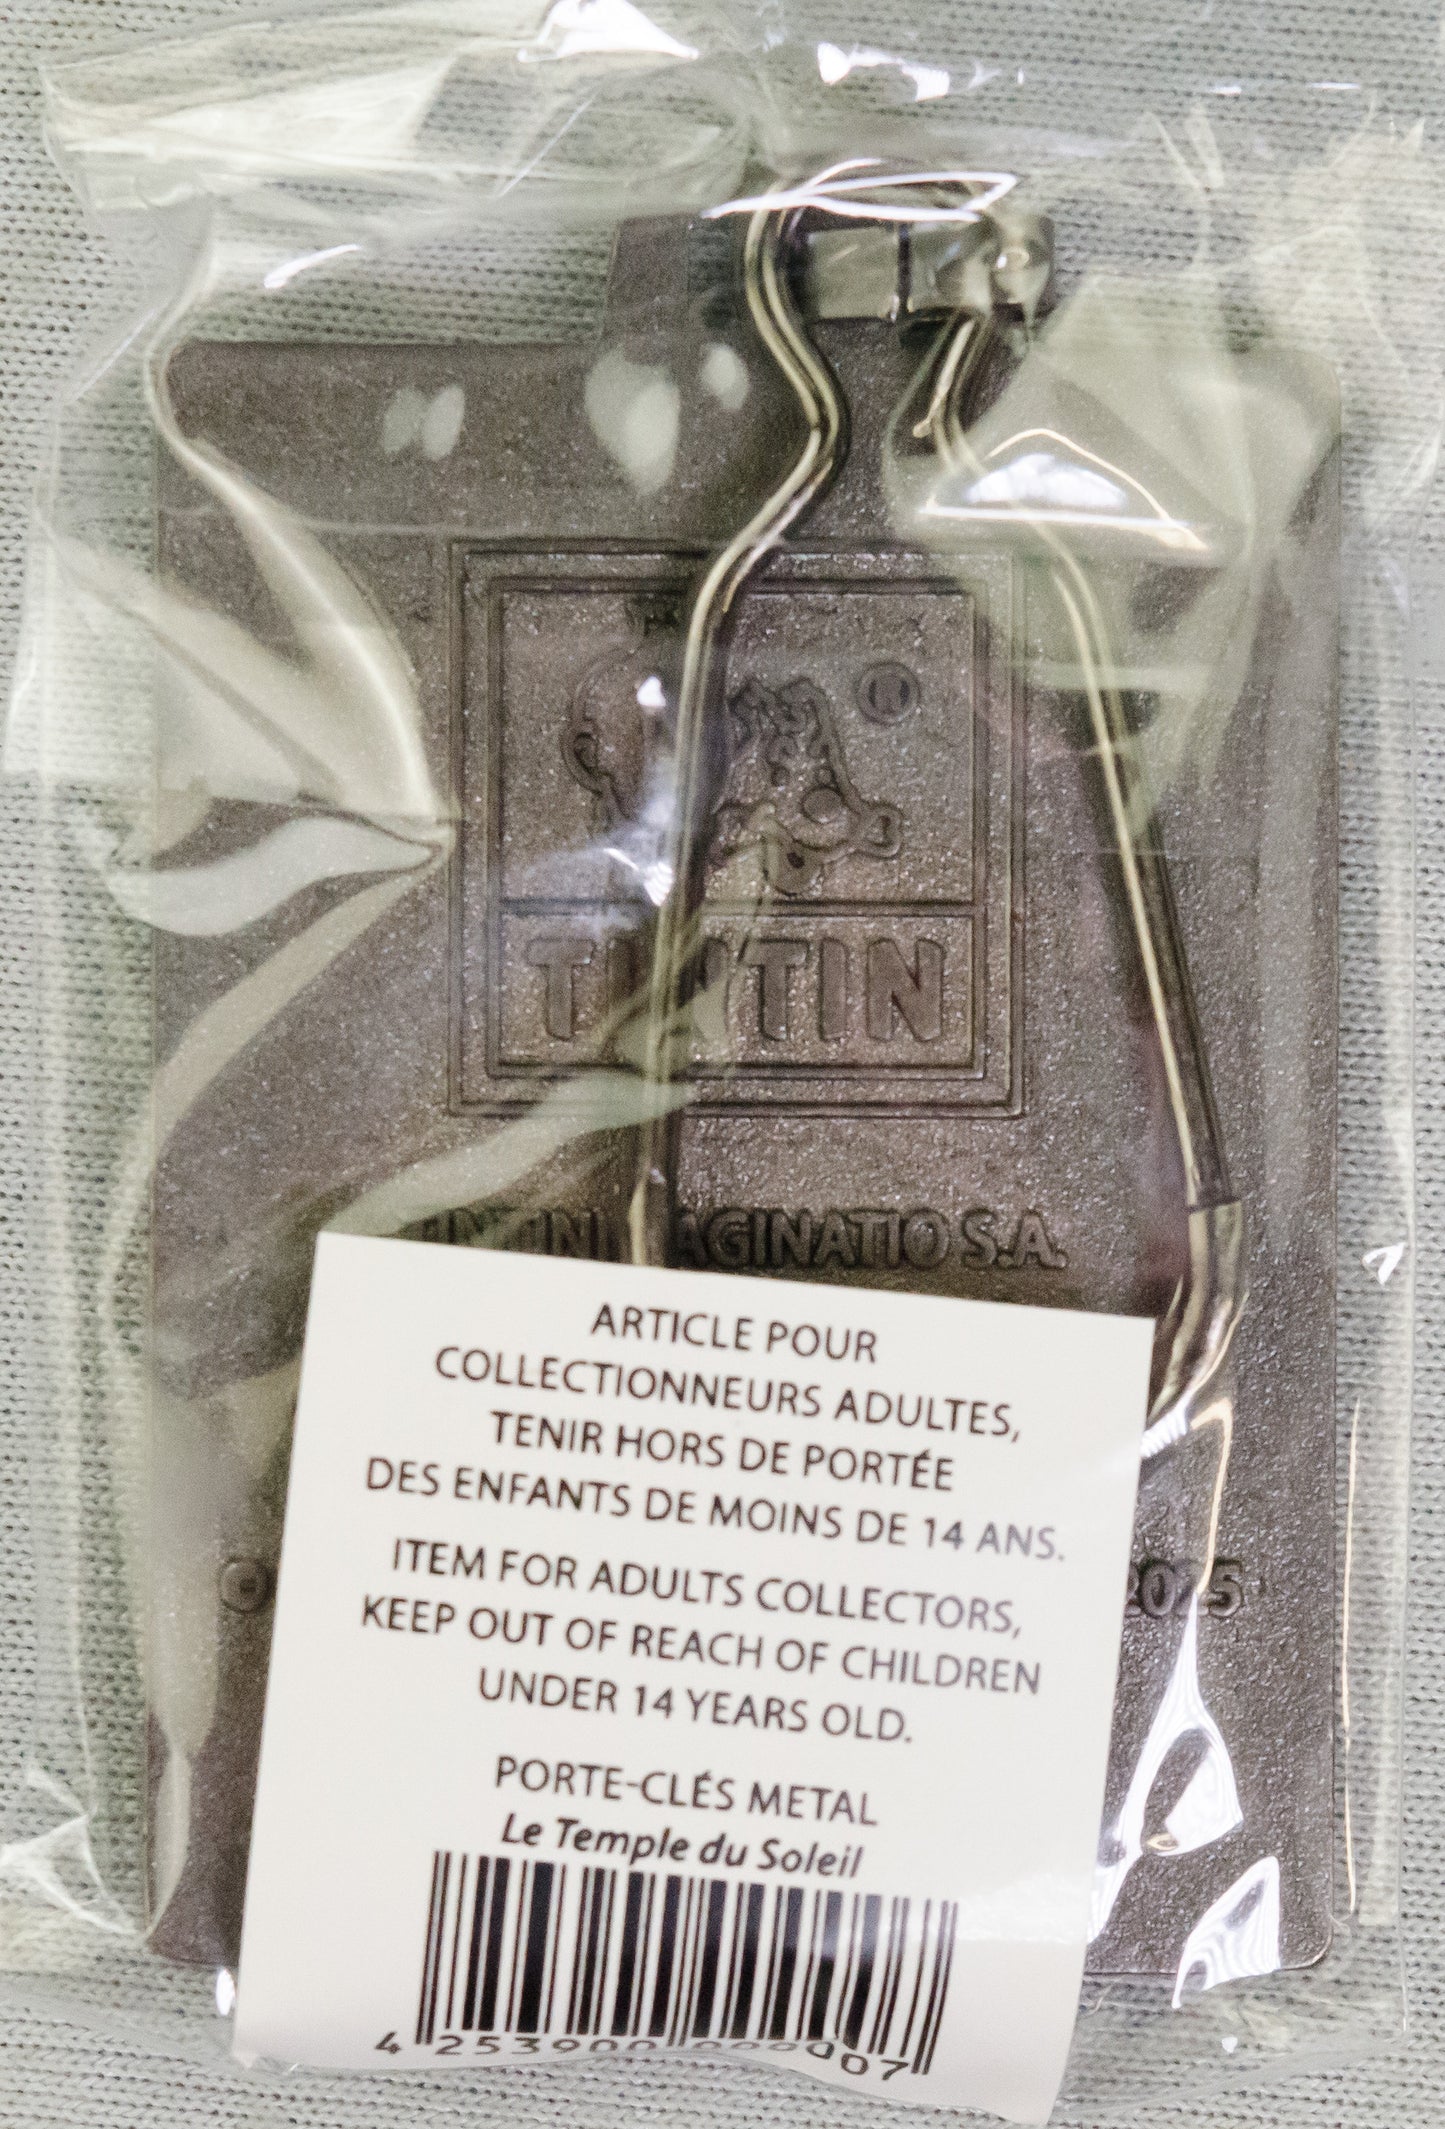 TINTIN
TINTINIMAGINATIO S.A.
ARTICLE POUR
COLLECTIONNEURS ADULTES,
TENIR HORS DE PORTÉE
DES ENFANTS DE MOINS DE 14 ANS.
ITEM FOR ADULTS COLLECTORS,
KEEP OUT OF REACH OF CHILDREN
UNDER 14 YEARS OLD.
PORTE-CLÉS METAL
Le Temple du Soleil